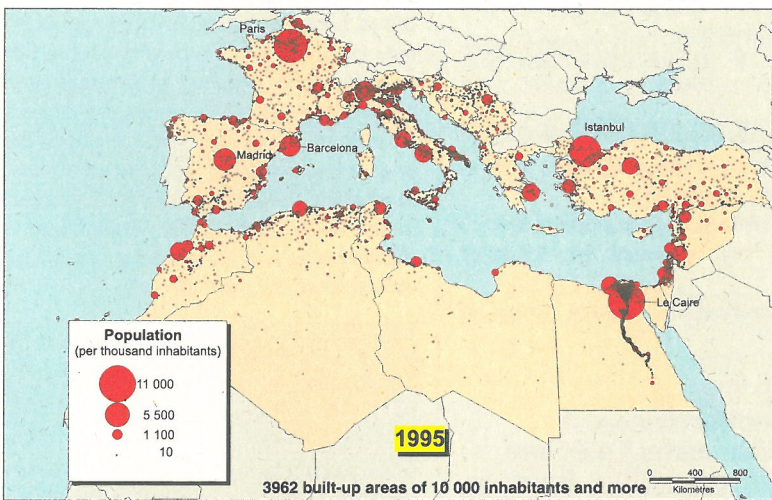 Paris
Istanbul
Barcelona
Madrid
Le Caire
Population
(per thousand inhabitants)
11 000
5 500
1 100
10
1995
3962 built-up areas of 10 000 inhabitants and more
0 400 800
Kilomètres